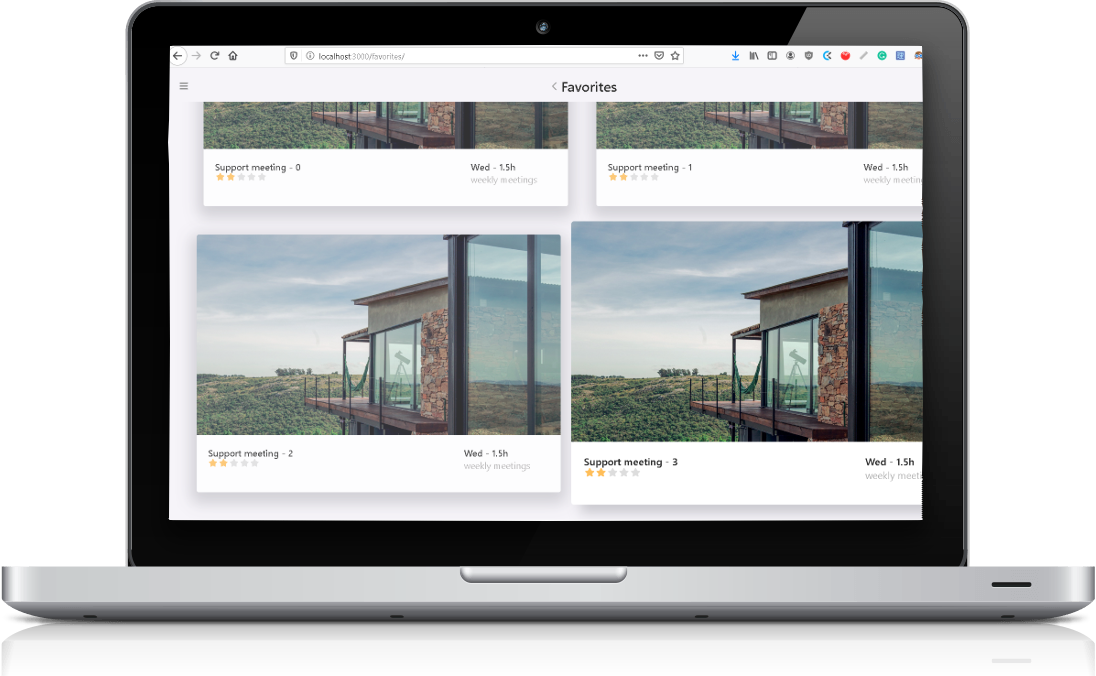 localhost:3000/favorites/
Favorites
Support meeting - 0
Wed - 1.5h
weekly meetings
Support meeting - 1
Wed - 1.5h
weekly meetin
Support meeting - 2
Wed - 1.5h
weekly meetings
Support meeting - 3
Wed - 1.5h
weekly meeti